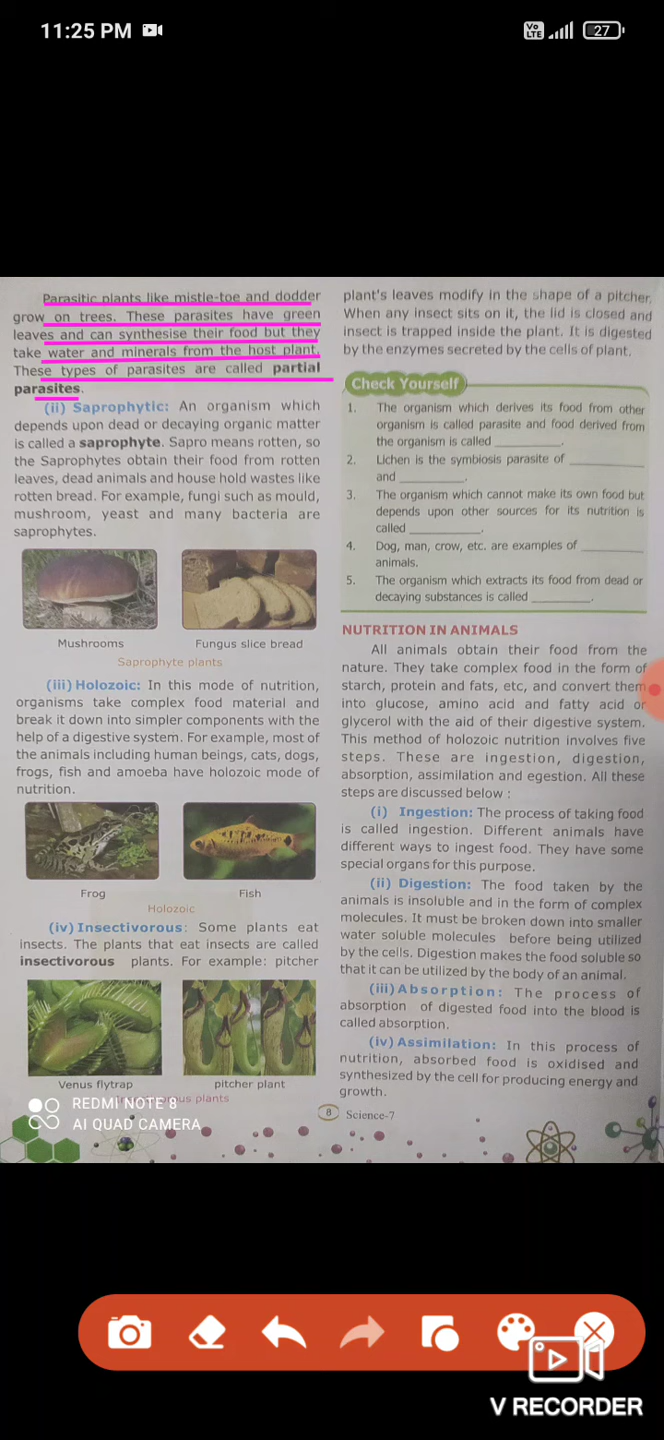 11:25 PM
Vo
LTE
27
Parasitic plants like mistle-toe and dodder
grow on trees. These parasites have green
leaves and can synthesise their food but they
take water and minerals from the host plant.
These types of parasites are called partial
parasites.
(ii) Saprophytic: An organism which
depends upon dead or decaying organic matter
is called a saprophyte. Sapro means rotten, so
the Saprophytes obtain their food from rotten
leaves, dead animals and house hold wastes like
rotten bread. For example, fungi such as mould,
mushroom, yeast and many bacteria are
saprophytes.
Mushrooms
Fungus slice bread
Saprophyte plants
(iii) Holozoic: In this mode of nutrition,
organisms take complex food material and
break it down into simpler components with the
help of a digestive system. For example, most of
the animals including human beings, cats, dogs,
frogs, fish and amoeba have holozoic mode of
nutrition.
Frog
Fish
Holozoic
(iv) Insectivorous: Some plants eat
insects. The plants that eat insects are called
insectivorous plants. For example: pitcher
Venus flytrap
pitcher plant
plants
REDMI NOTE 8
AI QUAD CAMERA
plant's leaves modify in the shape of a pitcher.
When any insect sits on it, the lid is closed and
insect is trapped inside the plant. It is digested
by the enzymes secreted by the cells of plant.
Check Yourself
1. The organism which derives its food from other
organism is called parasite and food derived from
the organism is called ________.
2. Lichen is the symbiosis parasite of ________
and ________.
3. The organism which cannot make its own food but
depends upon other sources for its nutrition is
called ________.
4. Dog, man, crow, etc. are examples of ________
animals.
5. The organism which extracts its food from dead or
decaying substances is called ________.
NUTRITION IN ANIMALS
All animals obtain their food from the
nature. They take complex food in the form of
starch, protein and fats, etc, and convert them
into glucose, amino acid and fatty acid or
glycerol with the aid of their digestive system.
This method of holozoic nutrition involves five
steps. These are ingestion, digestion,
absorption, assimilation and egestion. All these
steps are discussed below :
(i) Ingestion: The process of taking food
is called ingestion. Different animals have
different ways to ingest food. They have some
special organs for this purpose.
(ii) Digestion: The food taken by the
animals is insoluble and in the form of complex
molecules. It must be broken down into smaller
water soluble molecules before being utilized
by the cells. Digestion makes the food soluble so
that it can be utilized by the body of an animal.
(iii) Absorption: The process of
absorption of digested food into the blood is
called absorption.
(iv) Assimilation: In this process of
nutrition, absorbed food is oxidised and
synthesized by the cell for producing energy and
growth.
8 Science-7
V RECORDER